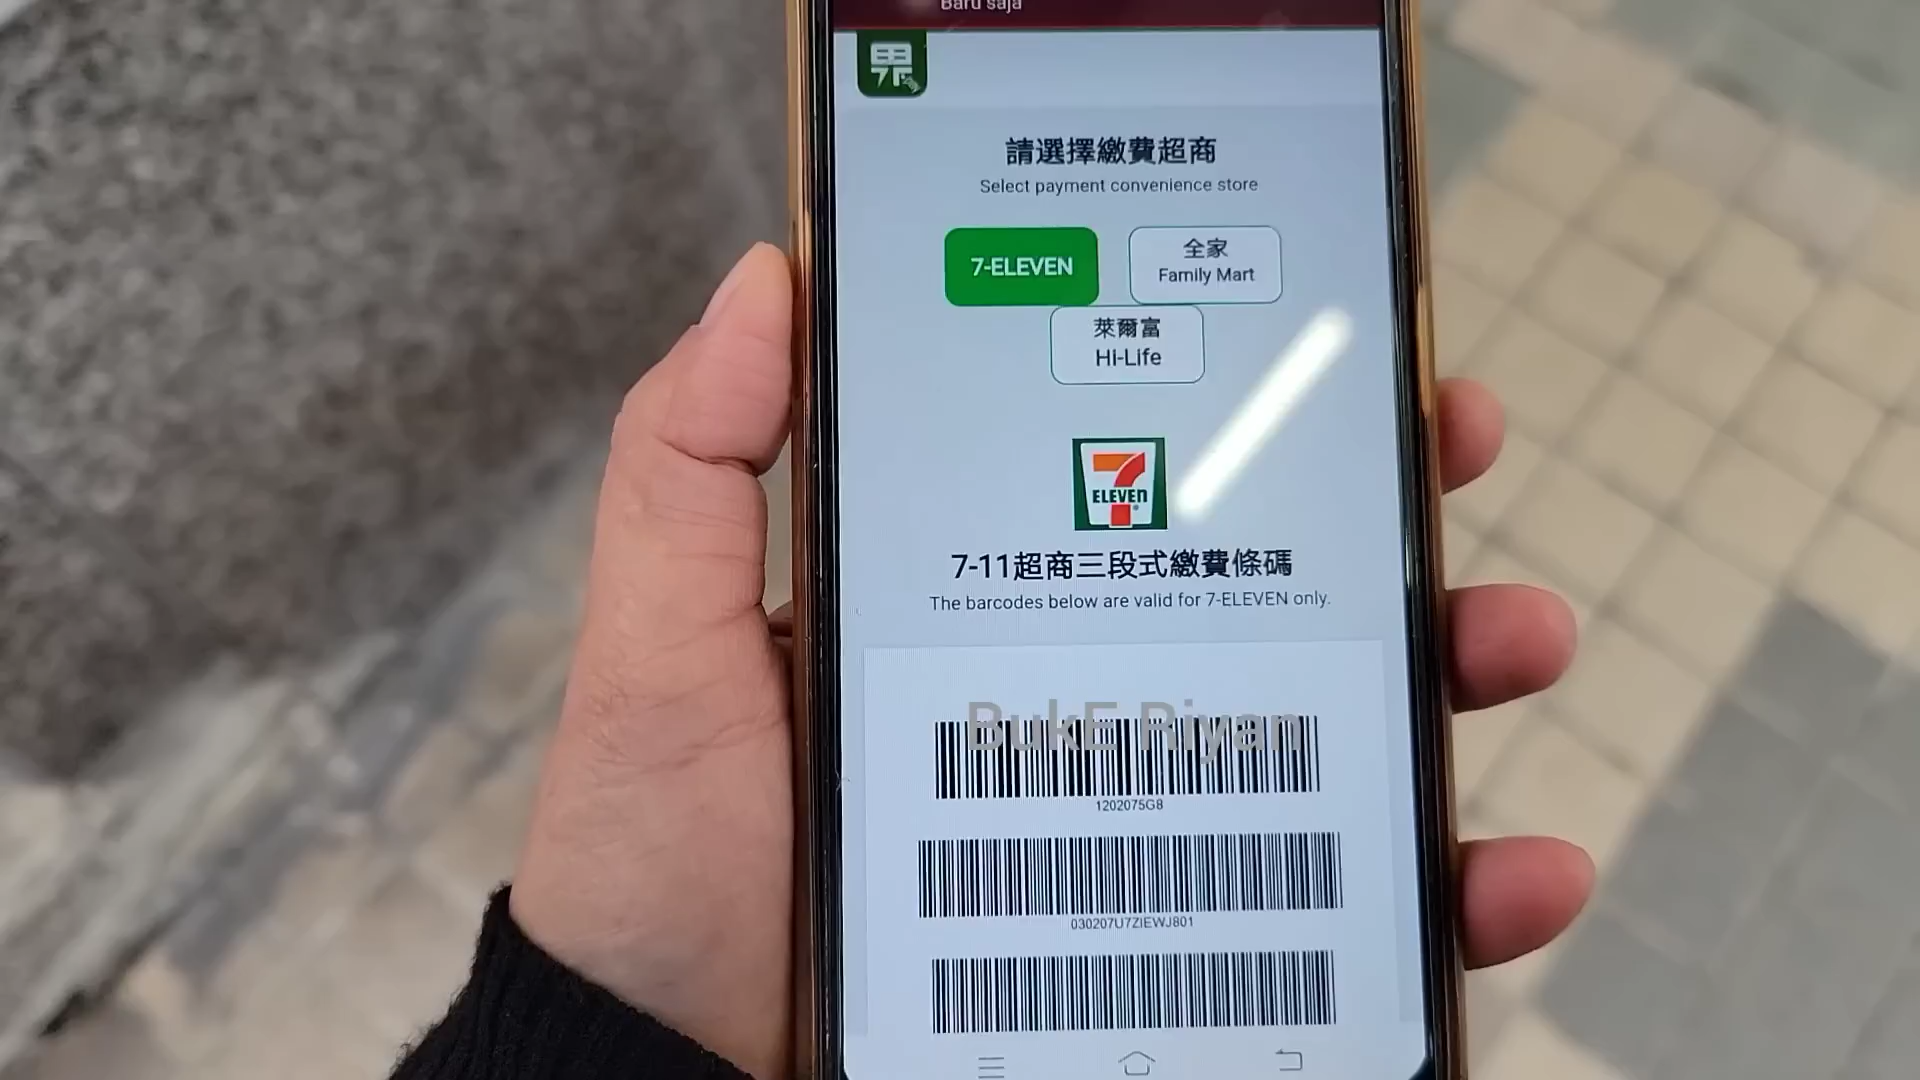 Baru saja
請選擇繳費超商
Select payment convenience store
7-ELEVEN
全家
Family Mart
萊爾富
Hi-Life
7
ELEVEn
7-11超商三段式繳費條碼
The barcodes below are valid for 7-ELEVEN only.
BukE Riyan
1202075G8
030207U7ZIEWJ801